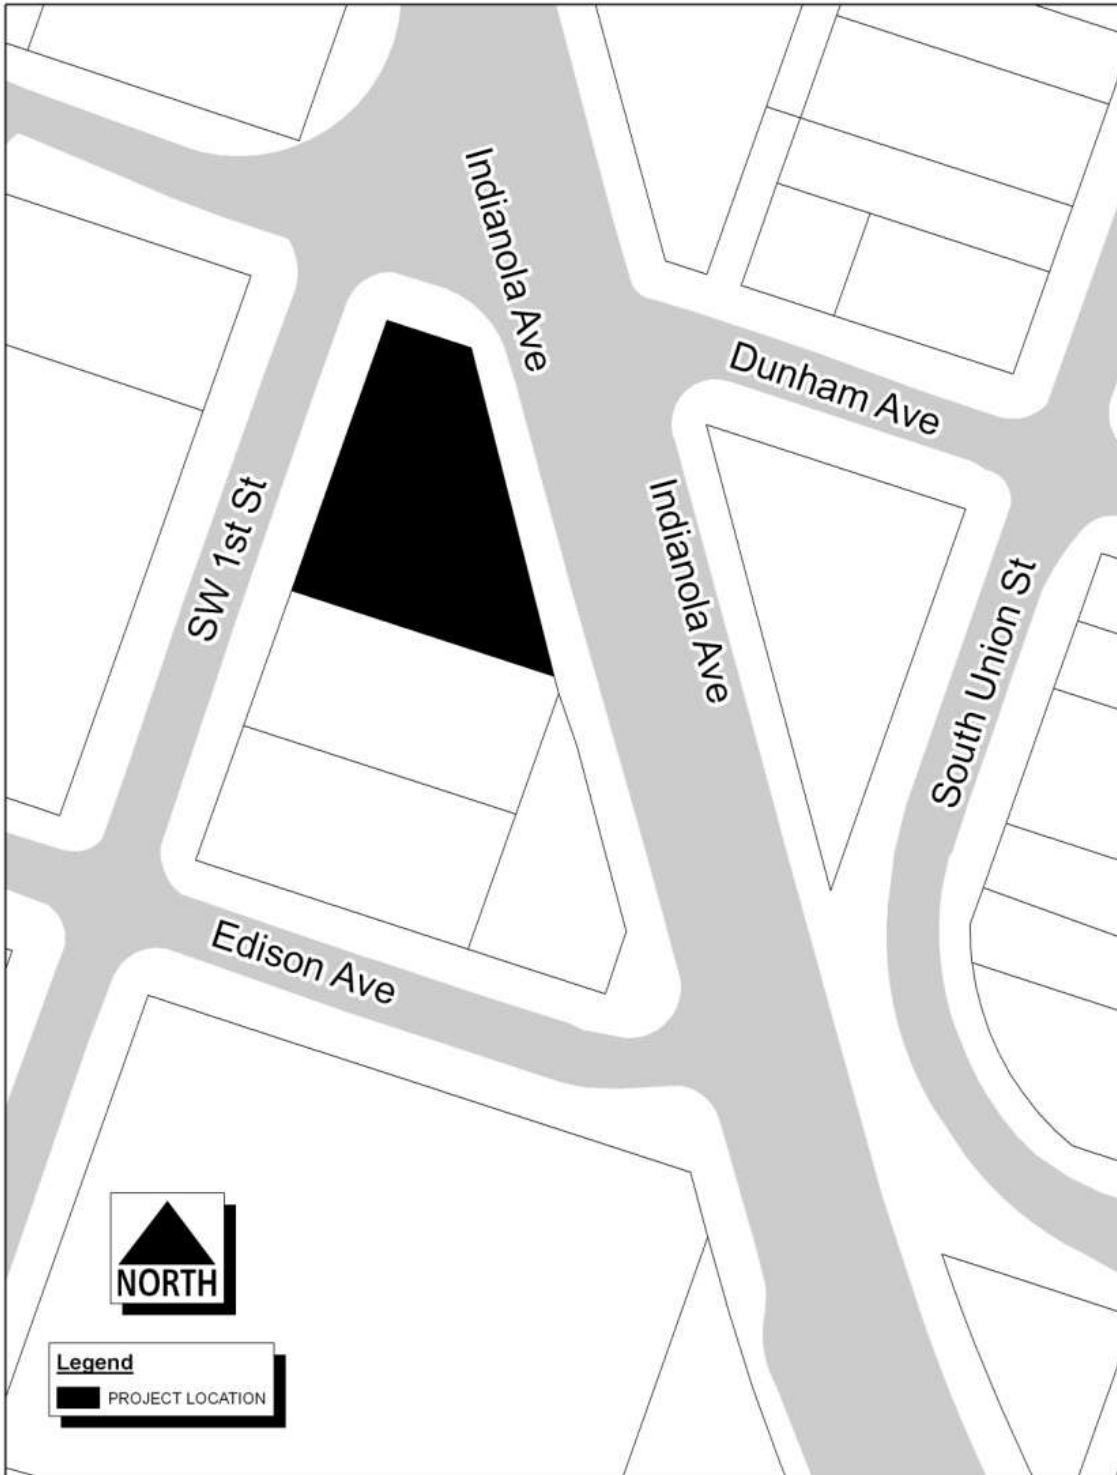 Indianola Ave
Dunham Ave
SW 1st St
Indianola Ave
South Union St
Edison Ave
NORTH
Legend
PROJECT LOCATION